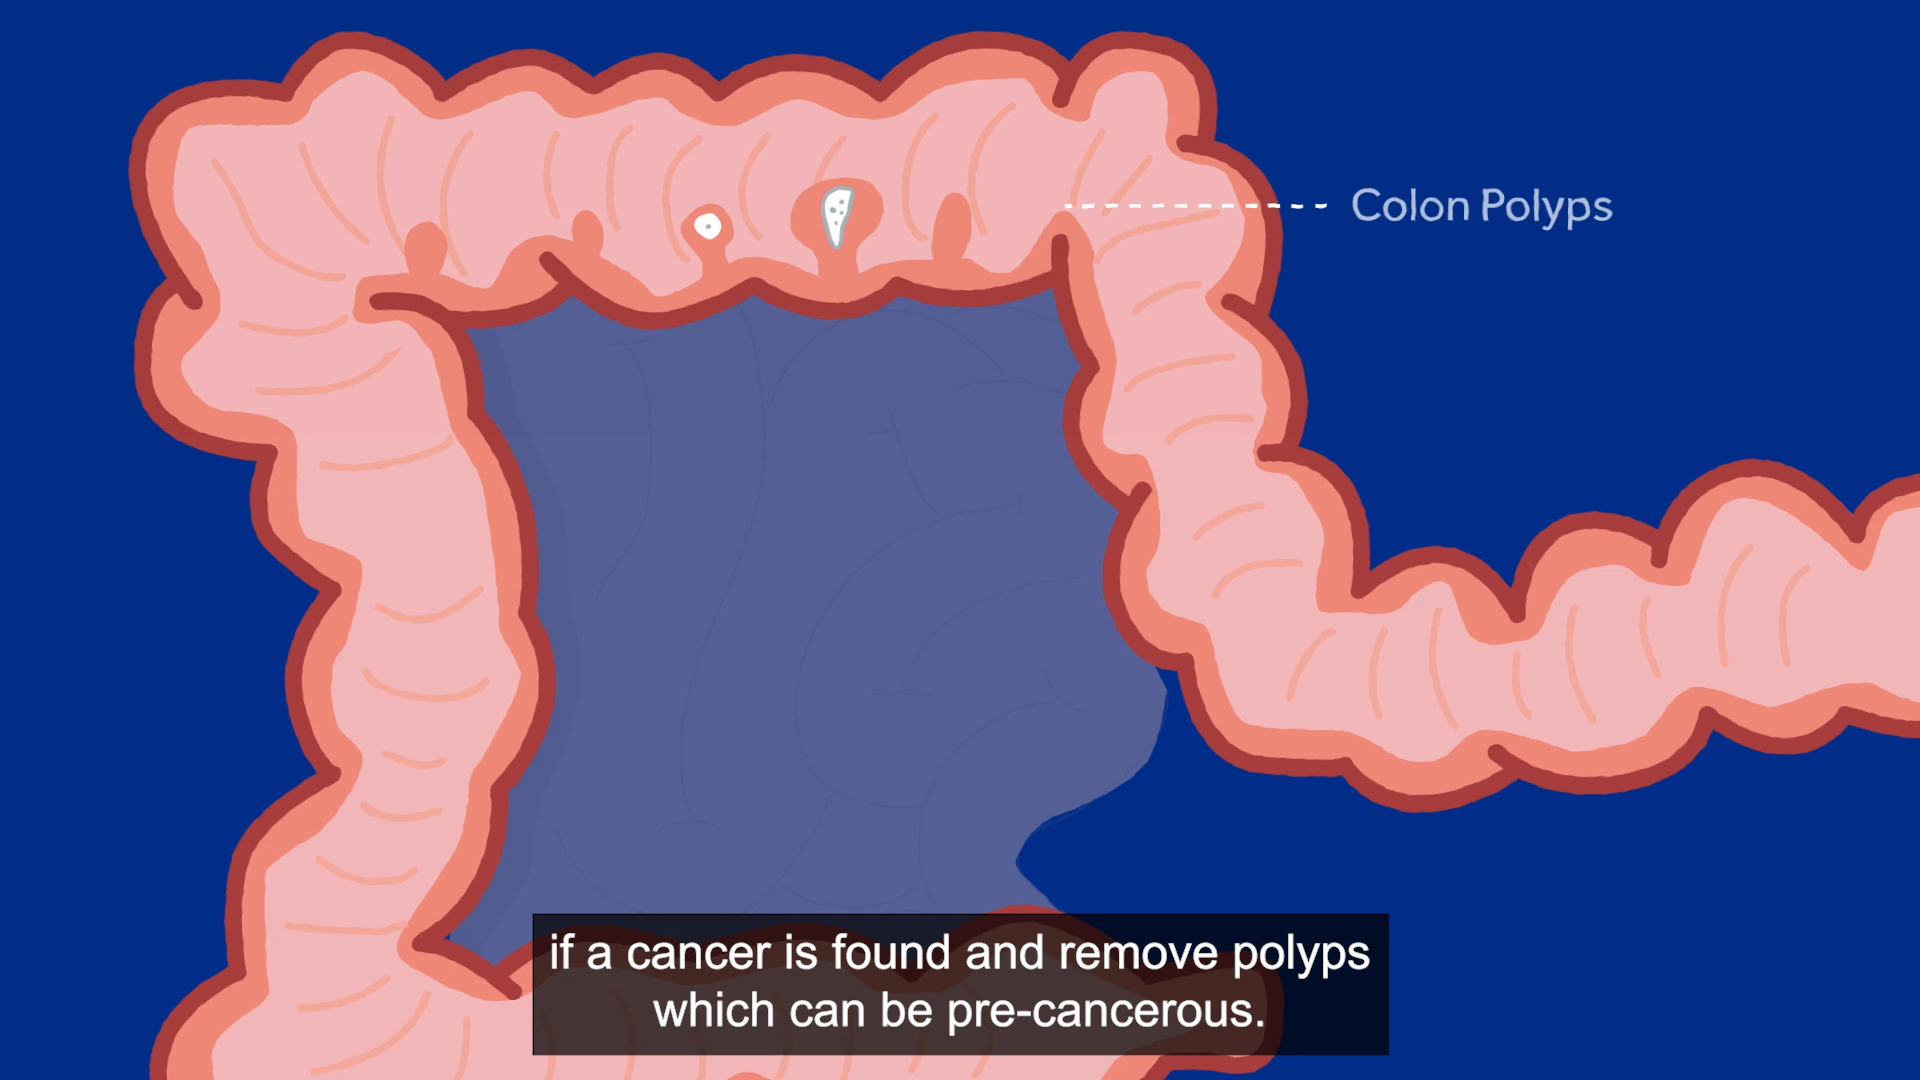 Colon Polyps
if a cancer is found and remove polyps
which can be pre-cancerous.